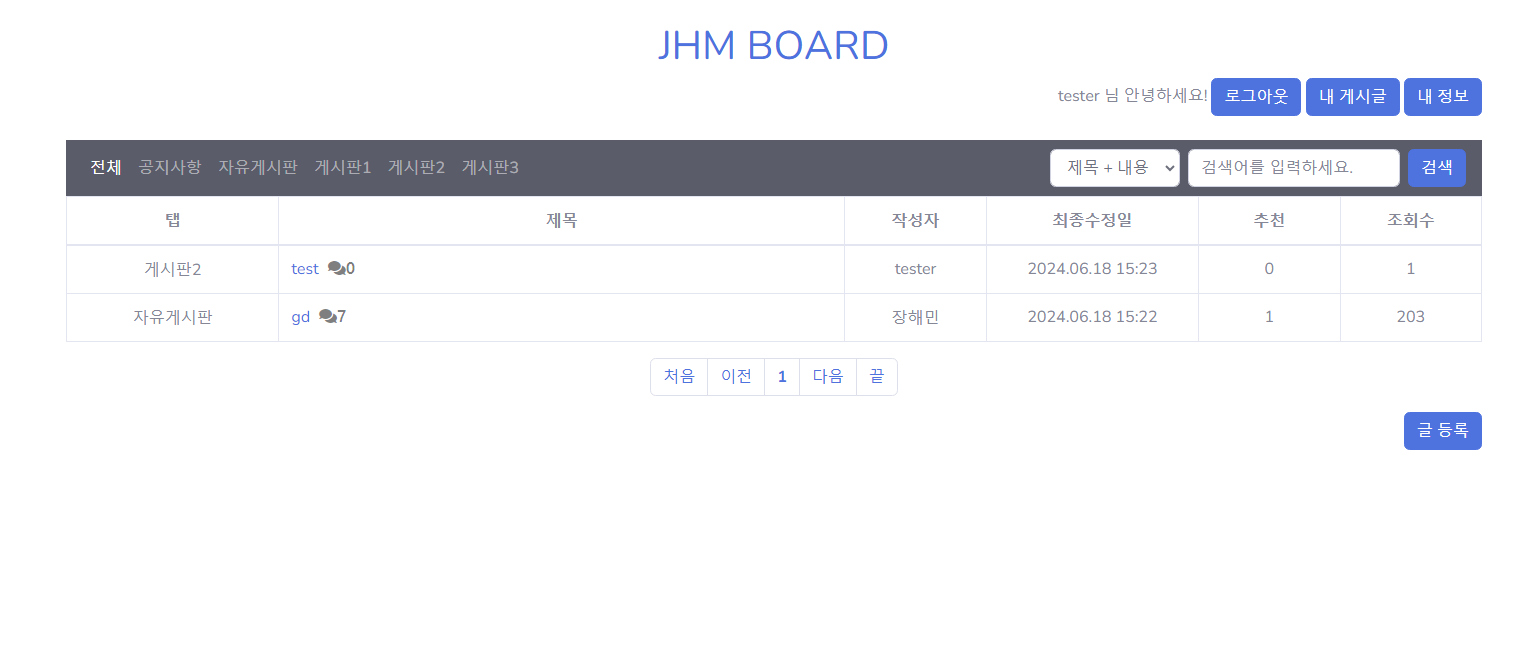 JHM BOARD
tester 님 안녕하세요! 로그아웃 내 게시글 내 정보
전체 공지사항 자유게시판 게시판1 게시판2 게시판3 제목 + 내용 검색어를 입력하세요. 검색
탭 제목 작성자 최종수정일 추천 조회수
게시판2 test 0 tester 2024.06.18 15:23 0 1
자유게시판 gd 7 장해민 2024.06.18 15:22 1 203
처음 이전 1 다음 끝
글 등록